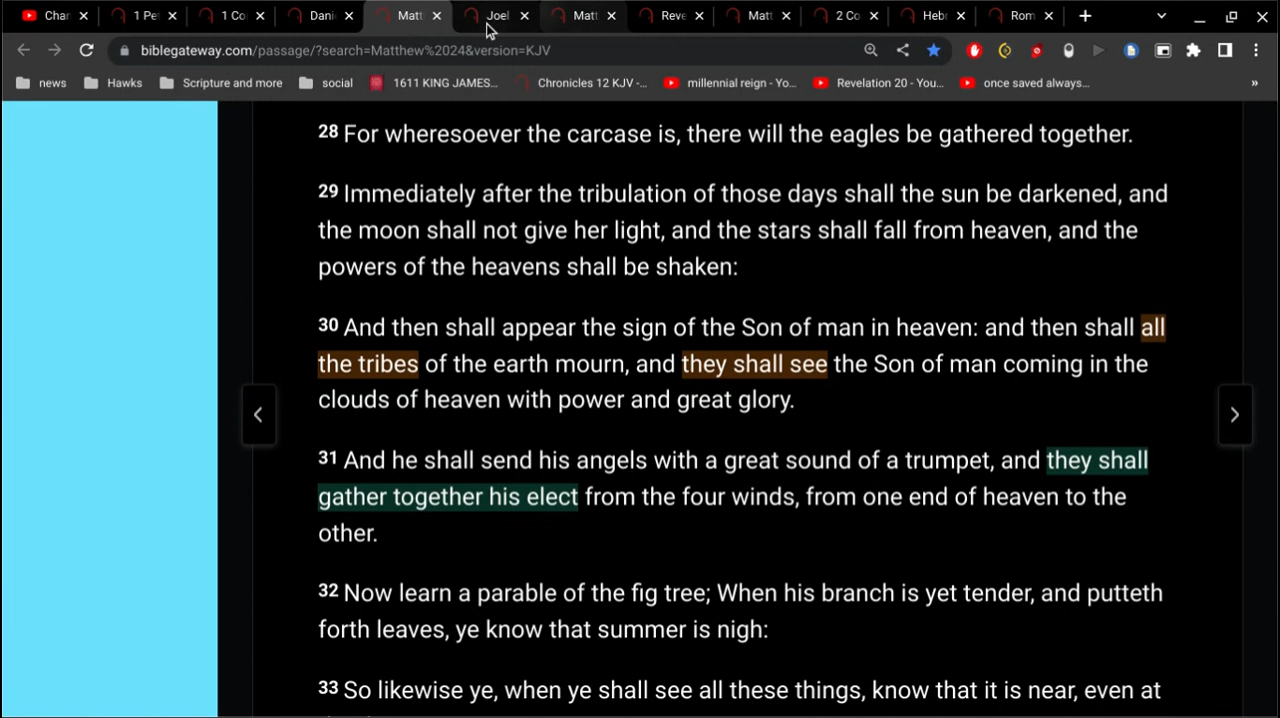 Chan
1 Pe
1 Co
Dani
Matt
Joel
Matt
Reve
Matt
2 Co
Heb
Rom
biblegateway.com/passage/?search=Matthew%2024&version=KJV
news
Hawks
Scripture and more
social
1611 KING JAMES...
Chronicles 12 KJV -...
millennial reign - Yo...
Revelation 20 - You...
once saved always...
»
28 For wheresoever the carcase is, there will the eagles be gathered together.
29 Immediately after the tribulation of those days shall the sun be darkened, and
the moon shall not give her light, and the stars shall fall from heaven, and the
powers of the heavens shall be shaken:
30 And then shall appear the sign of the Son of man in heaven: and then shall all
the tribes of the earth mourn, and they shall see the Son of man coming in the
clouds of heaven with power and great glory.
31 And he shall send his angels with a great sound of a trumpet, and they shall
gather together his elect from the four winds, from one end of heaven to the
other.
32 Now learn a parable of the fig tree; When his branch is yet tender, and putteth
forth leaves, ye know that summer is nigh:
33 So likewise ye, when ye shall see all these things, know that it is near, even at